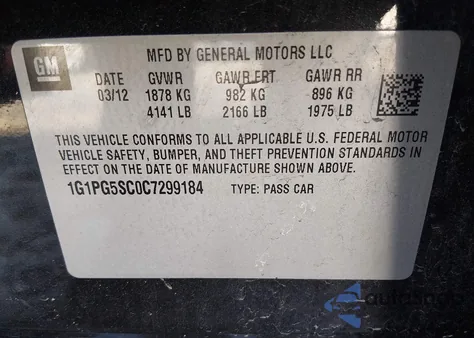 GM
MFD BY GENERAL MOTORS LLC
DATE GVWR GAWR FRT GAWR RR
03/12 1878 KG 982 KG 896 KG
4141 LB 2166 LB 1975 LB
THIS VEHICLE CONFORMS TO ALL APPLICABLE U.S. FEDERAL MOTOR
VEHICLE SAFETY, BUMPER, AND THEFT PREVENTION STANDARDS IN
EFFECT ON THE DATE OF MANUFACTURE SHOWN ABOVE.
1G1PG5SC0C7299184 TYPE: PASS CAR